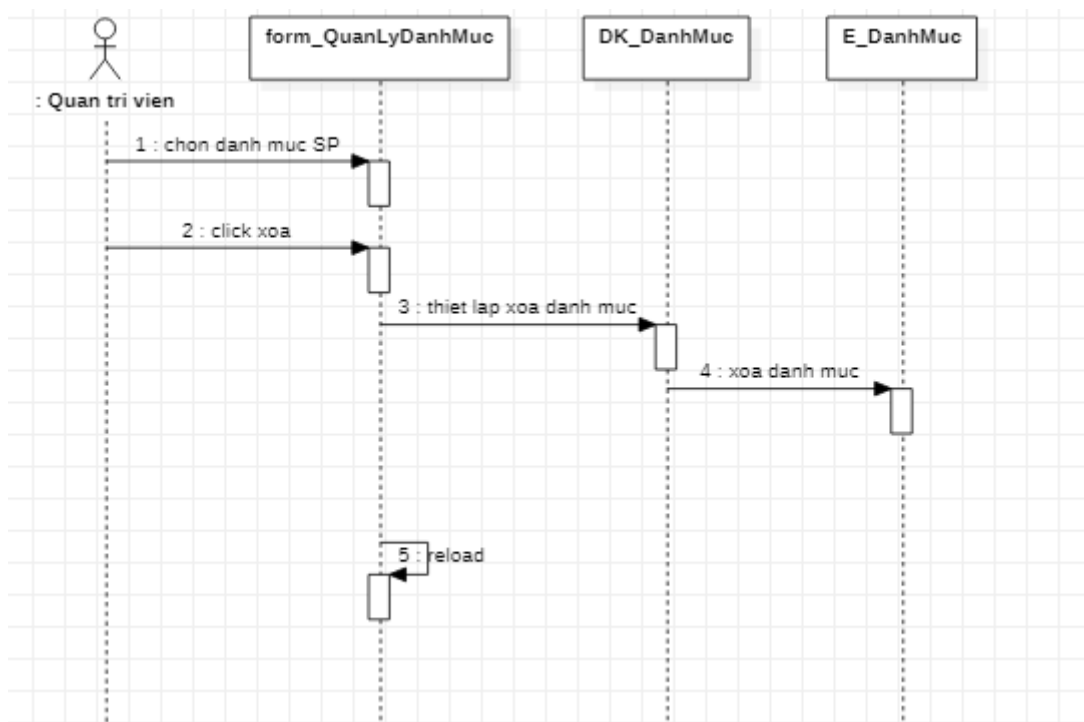 form_QuanLyDanhMuc
DK_DanhMuc
E_DanhMuc
: Quan tri vien
1 : chon danh muc SP
2 : click xoa
3 : thiet lap xoa danh muc
4 : xoa danh muc
5 : reload